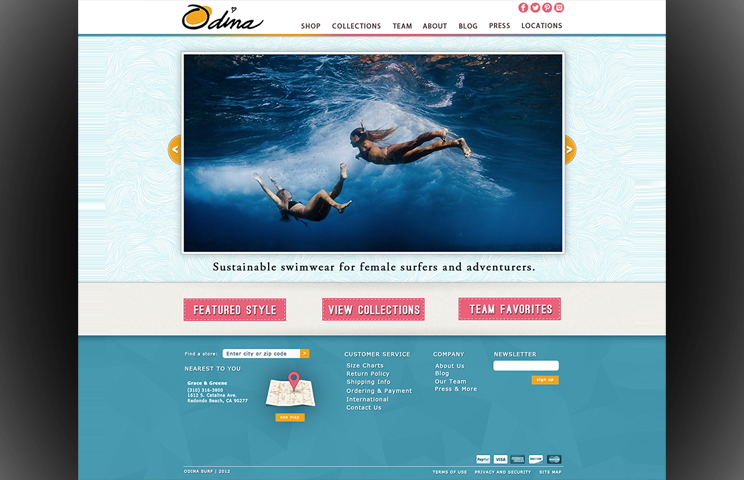 Odina
SHOP COLLECTIONS TEAM ABOUT BLOG PRESS LOCATIONS
< >
Sustainable swimwear for female surfers and adventurers.
FEATURED STYLE VIEW COLLECTIONS TEAM FAVORITES
Find a store: Enter city or zip code >
NEAREST TO YOU
Grace & Greene
(310) 316-3800
1612 S. Catalina Ave.
Redondo Beach, CA 90277
see map
CUSTOMER SERVICE
Size Charts
Return Policy
Shipping Info
Ordering & Payment
International
Contact Us
COMPANY
About Us
Blog
Our Team
Press & More
NEWSLETTER
sign up
PayPal VISA
ODINA SURF | 2012
TERMS OF USE PRIVACY AND SECURITY SITE MAP